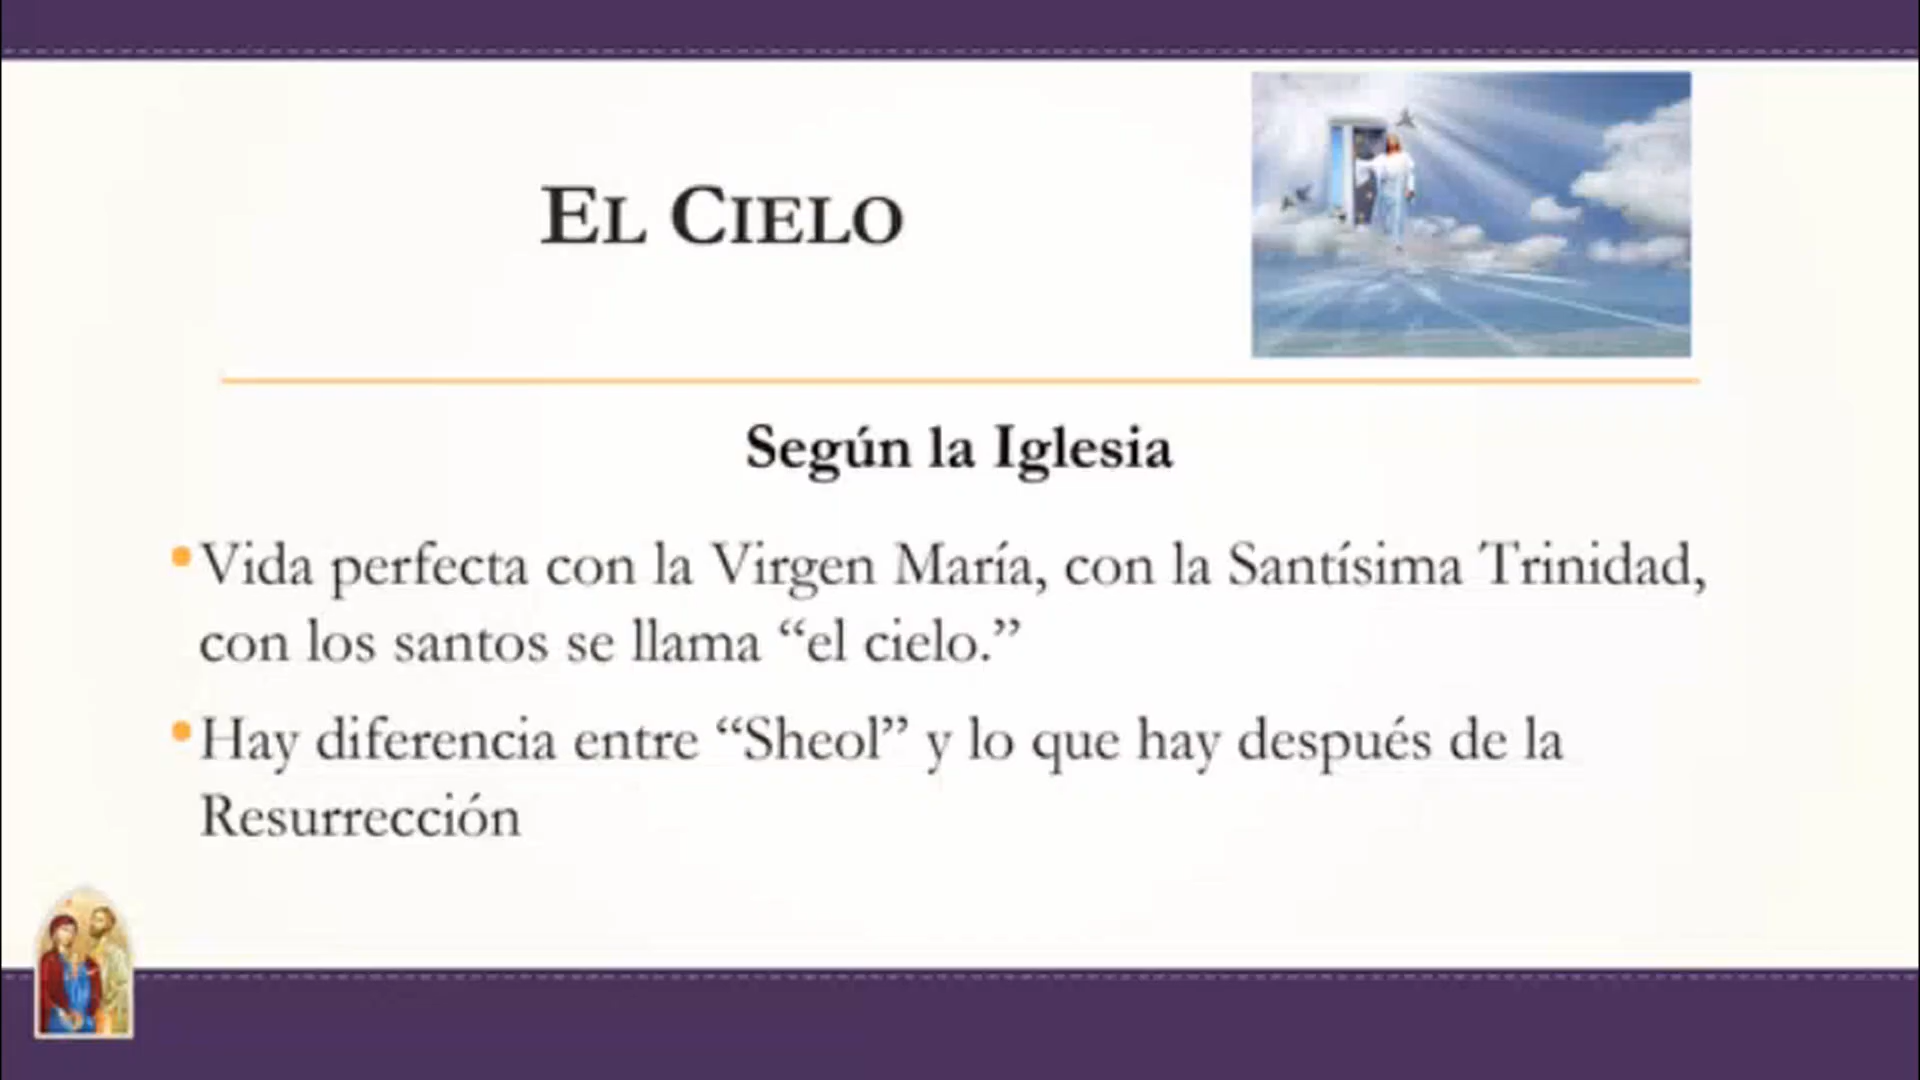 EL CIELO
Según la Iglesia
•Vida perfecta con la Virgen María, con la Santísima Trinidad,
con los santos se llama “el cielo.”
•Hay diferencia entre “Sheol” y lo que hay después de la
Resurrección